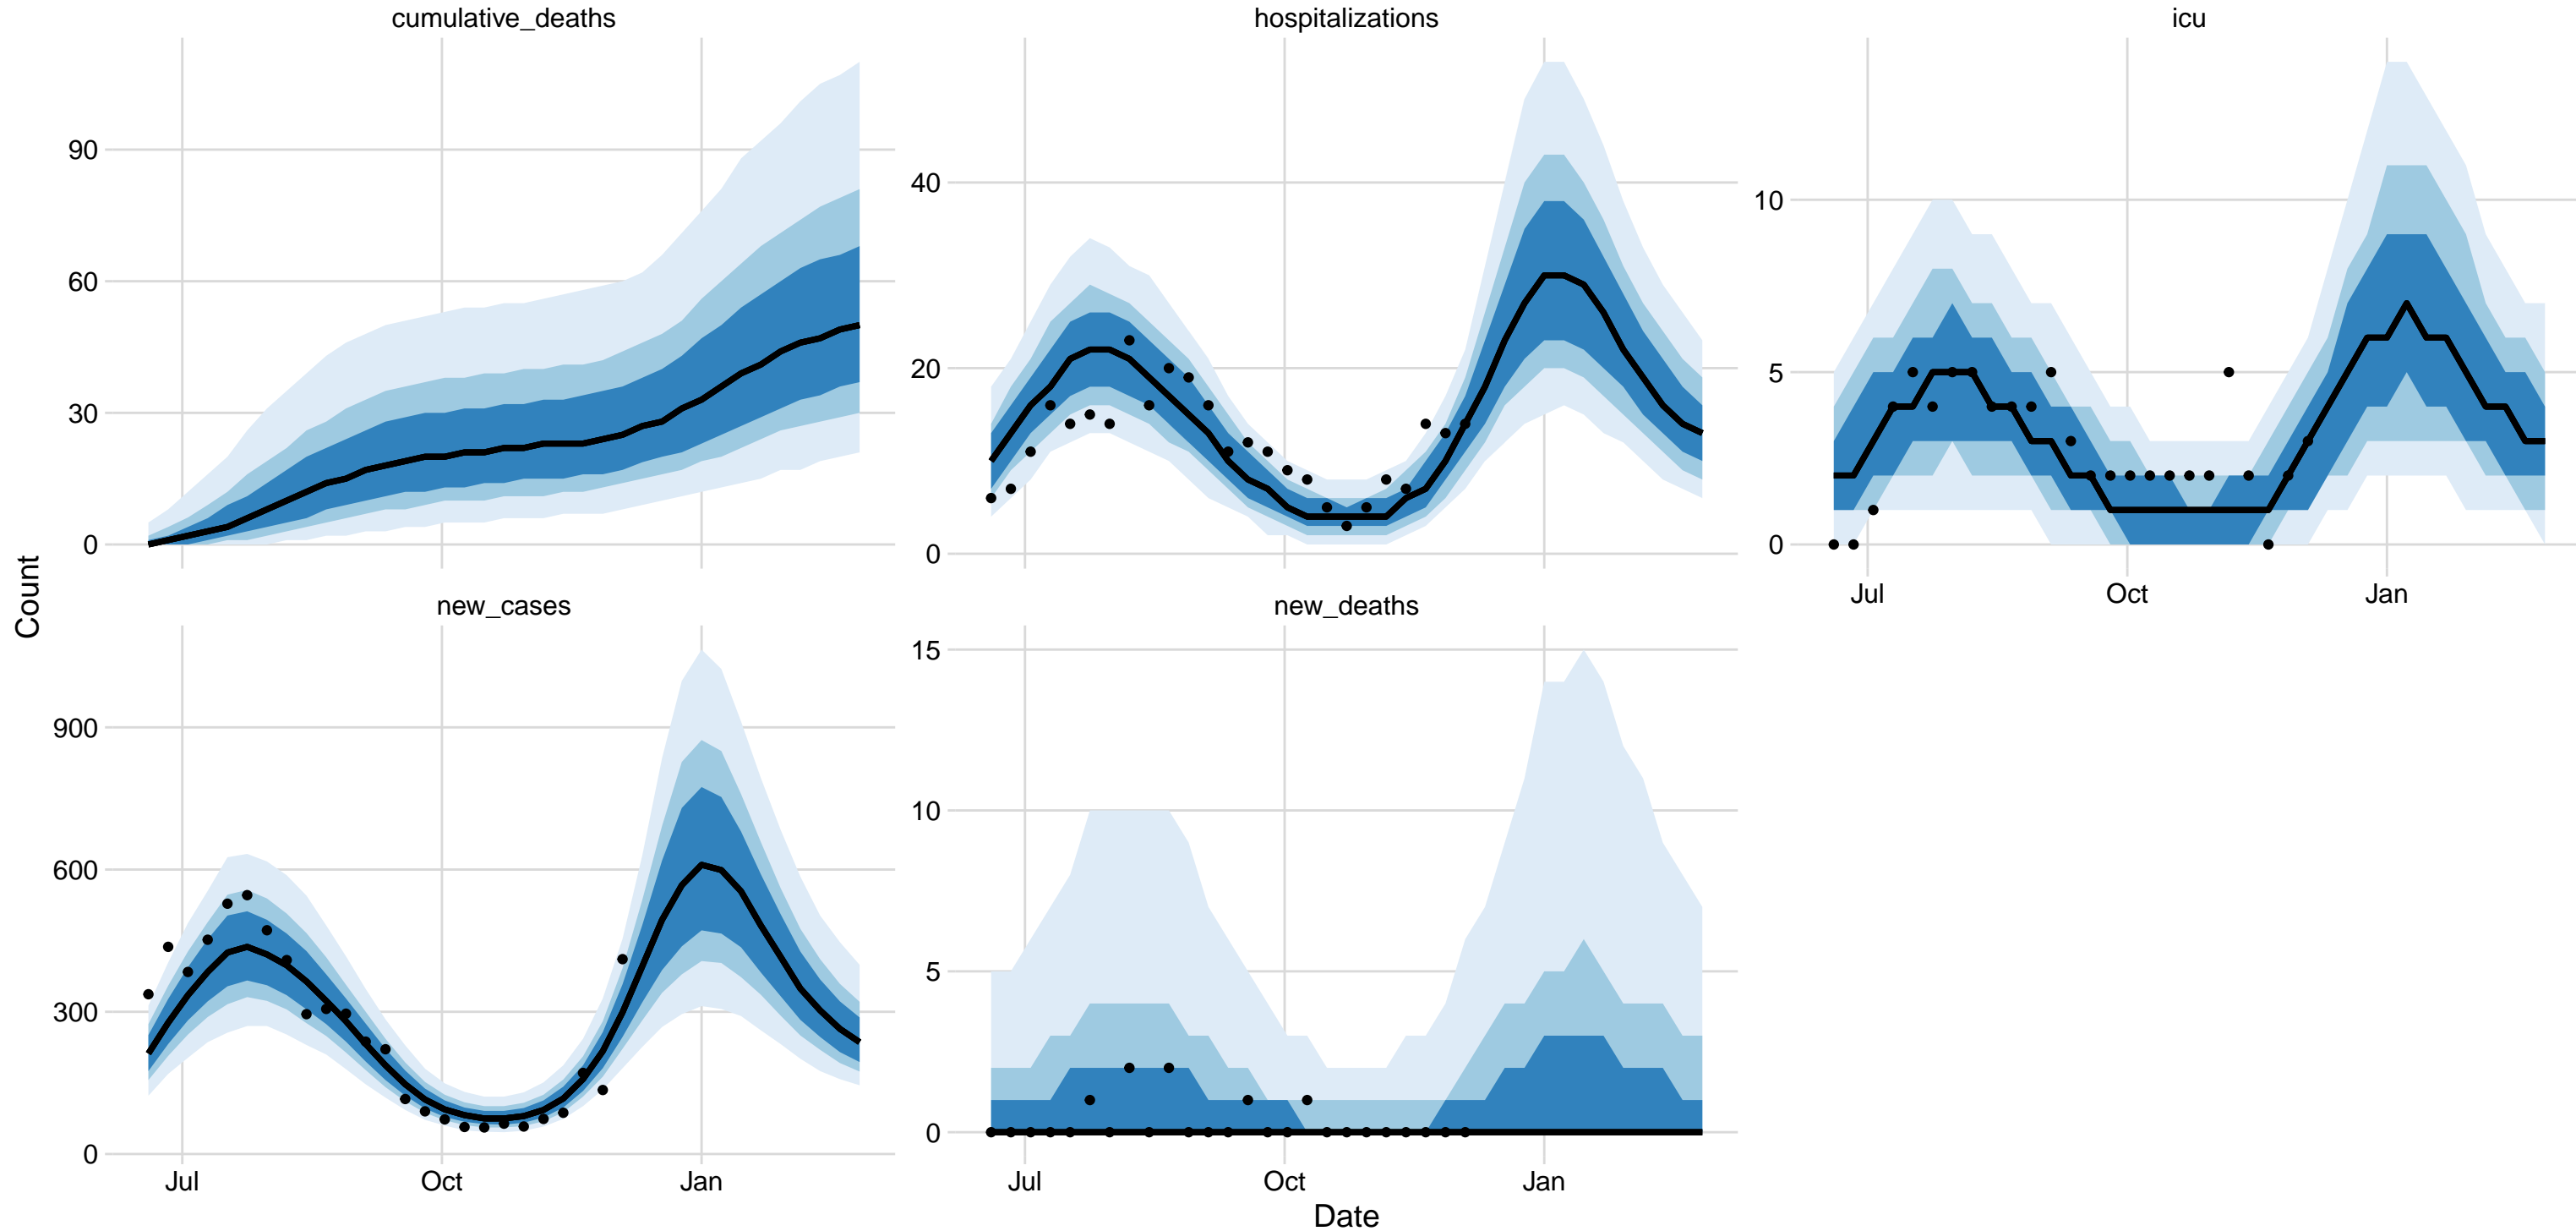 cumulative_deaths
hospitalizations
icu
90
60
30
0
40
20
0
10
5
0
Jul
Oct
Jan
Count
new_cases
new_deaths
900
600
300
0
15
10
5
0
Jul
Oct
Jan
Jul
Oct
Jan
Date